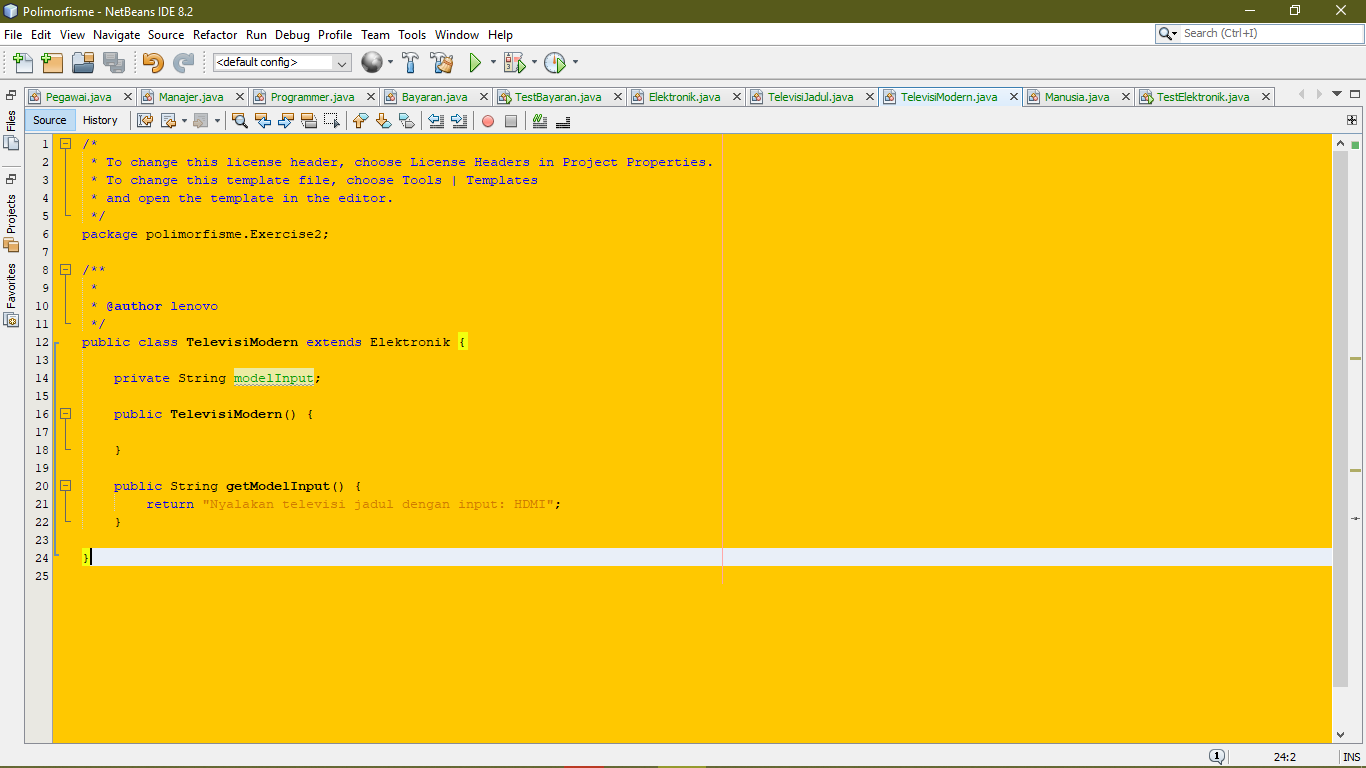 Polimorfisme - NetBeans IDE 8.2
File Edit View Navigate Source Refactor Run Debug Profile Team Tools Window Help
Search (Ctrl+I)
<default config>
Pegawai.java Manajer.java Programmer.java Bayaran.java TestBayaran.java Elektronik.java TelevisiJadul.java TelevisiModern.java Manusia.java TestElektronik.java
Files
Projects
Favorites
Source History
1 /*
2 * To change this license header, choose License Headers in Project Properties.
3 * To change this template file, choose Tools | Templates
4 * and open the template in the editor.
5 */
6 package polimorfisme.Exercise2;
7
8 /**
9 *
10 * @author lenovo
11 */
12 public class TelevisiModern extends Elektronik {
13
14 private String modelInput;
15
16 public TelevisiModern() {
17
18 }
19
20 public String getModelInput() {
21 return "Nyalakan televisi jadul dengan input: HDMI";
22 }
23
24 }
25
1 24:2 INS